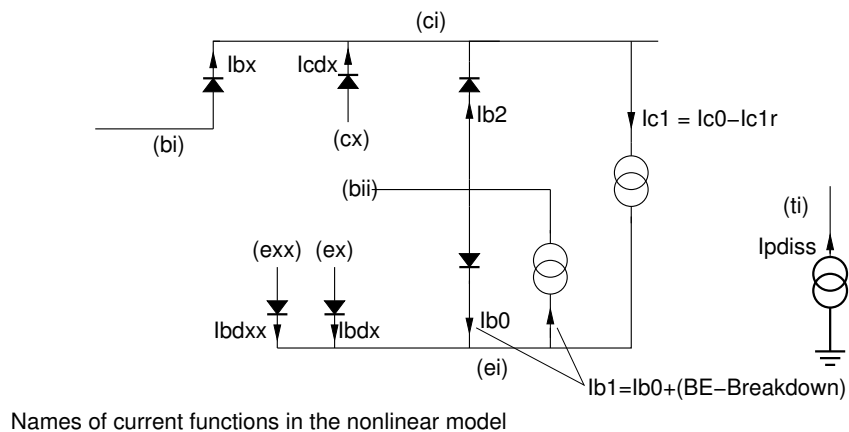 (ci)
Ibx
Icdx
Ib2
Ic1 = Ic0−Ic1r
(bi)
(cx)
(bii)
(ti)
Ipdiss
(exx)
(ex)
Ibdxx
Ibdx
Ib0
(ei)
Ib1=Ib0+(BE−Breakdown)
Names of current functions in the nonlinear model